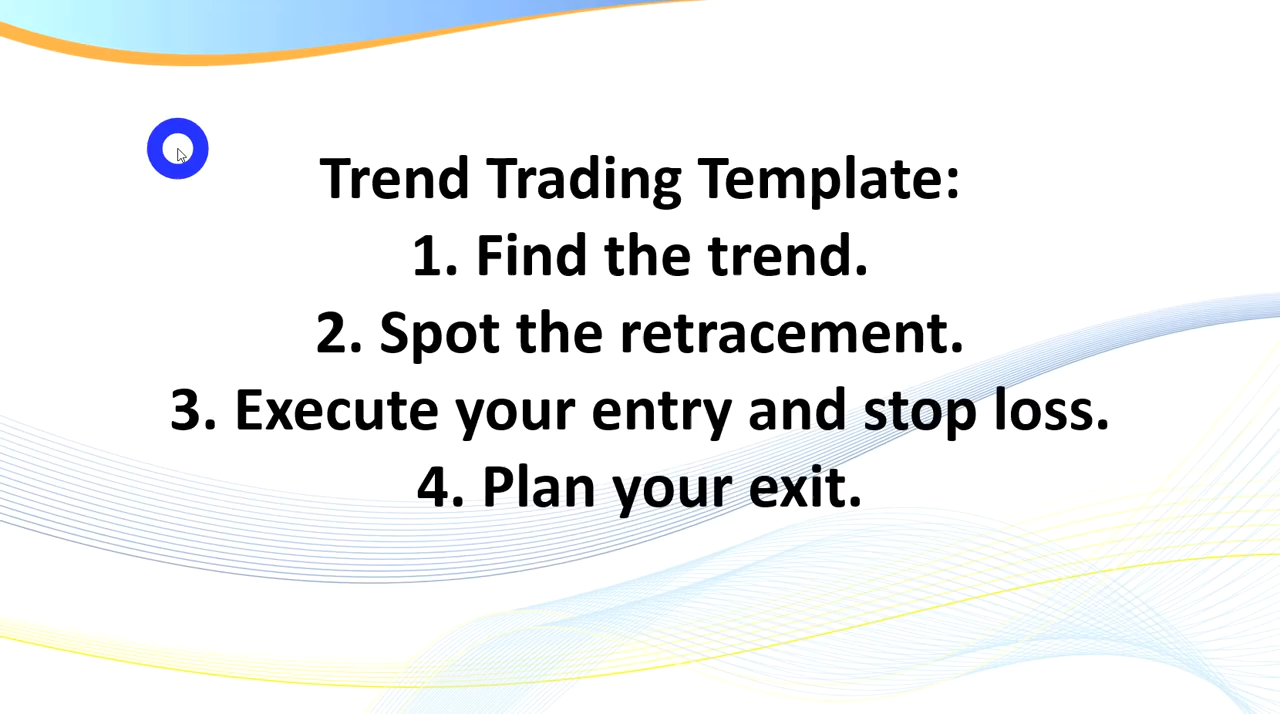 Trend Trading Template:
1. Find the trend.
2. Spot the retracement.
3. Execute your entry and stop loss.
4. Plan your exit.